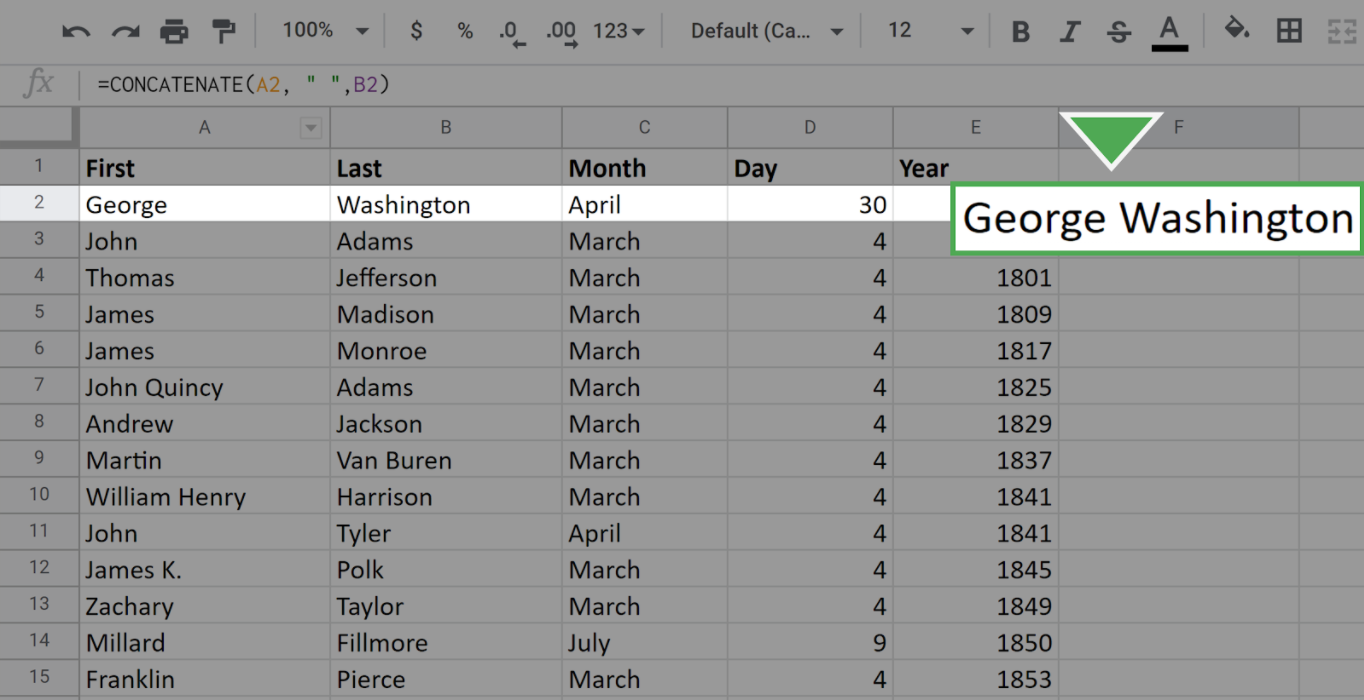 100% $ % .0 .00 123 Default (Ca... 12 B I S A
fx =CONCATENATE(A2, " ",B2)
A B C D E F
1 First Last Month Day Year
2 George Washington April 30 George Washington
3 John Adams March 4
4 Thomas Jefferson March 4 1801
5 James Madison March 4 1809
6 James Monroe March 4 1817
7 John Quincy Adams March 4 1825
8 Andrew Jackson March 4 1829
9 Martin Van Buren March 4 1837
10 William Henry Harrison March 4 1841
11 John Tyler April 4 1841
12 James K. Polk March 4 1845
13 Zachary Taylor March 4 1849
14 Millard Fillmore July 9 1850
15 Franklin Pierce March 4 1853